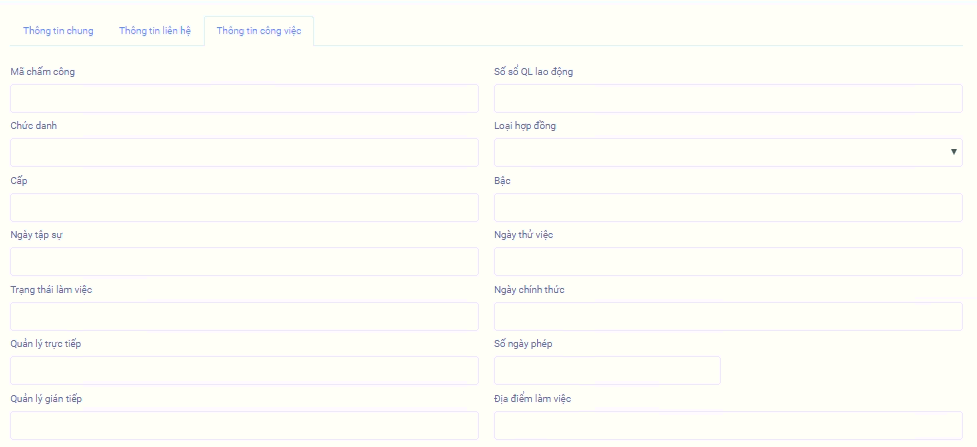 Thông tin chung Thông tin liên hệ Thông tin công việc
Mã chấm công Số sổ QL lao động
Chức danh Loại hợp đồng
Cấp Bậc
Ngày tập sự Ngày thử việc
Trạng thái làm việc Ngày chính thức
Quản lý trực tiếp Số ngày phép
Quản lý gián tiếp Địa điểm làm việc